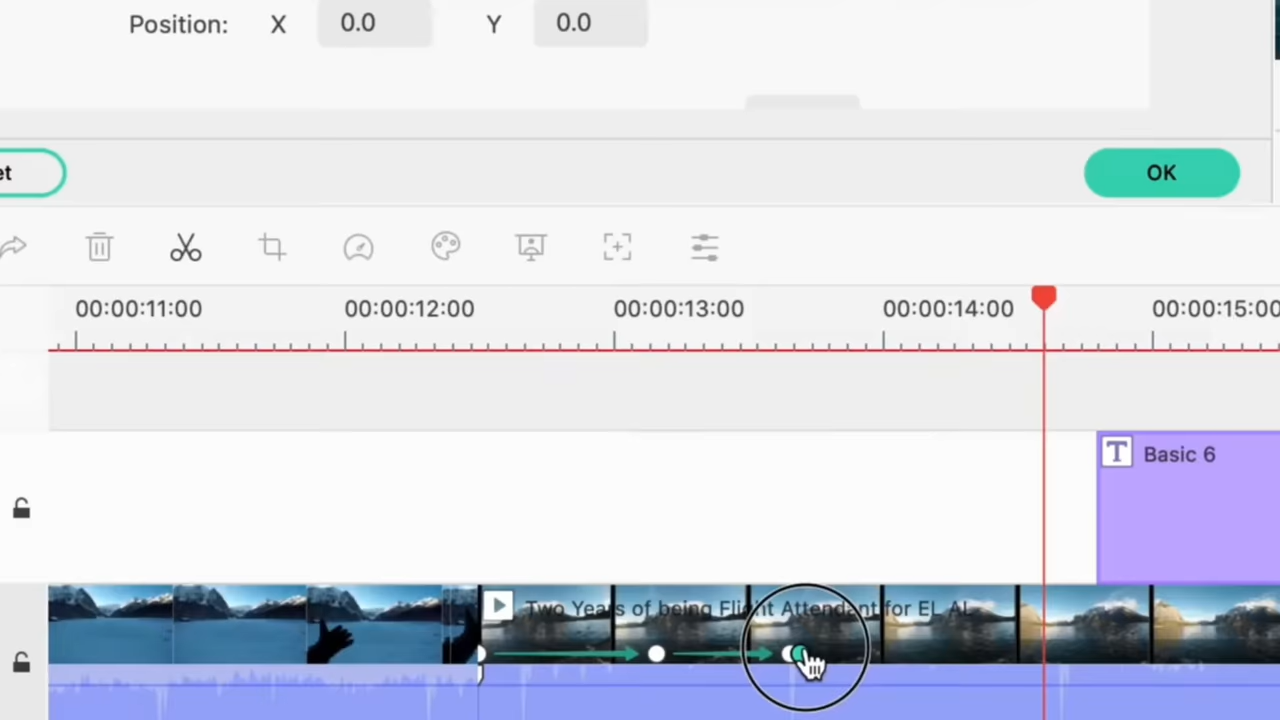 Position: X 0.0 Y 0.0
et OK
00:00:11:00 00:00:12:00 00:00:13:00 00:00:14:00 00:00:15:00
T Basic 6
Two Years of being Flight Attendant for EL AL